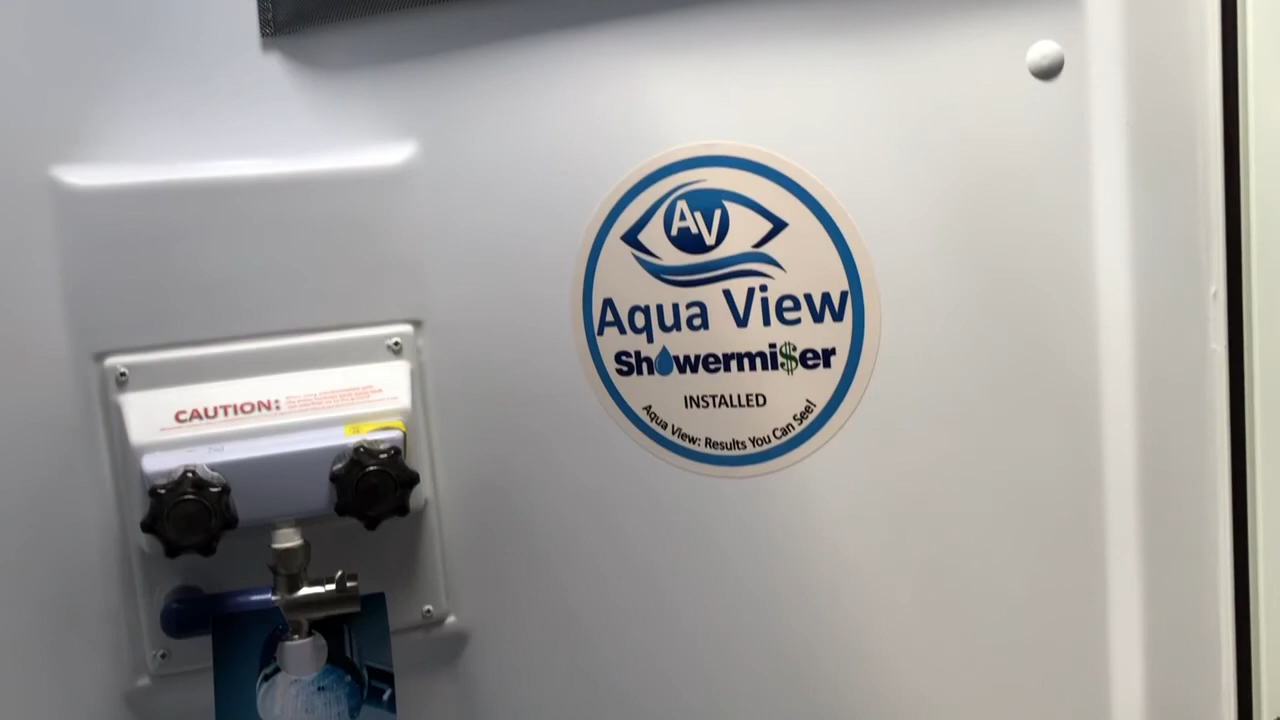 AV
Aqua View
Showermi$er
INSTALLED
Aqua View: Results You Can See!
CAUTION: